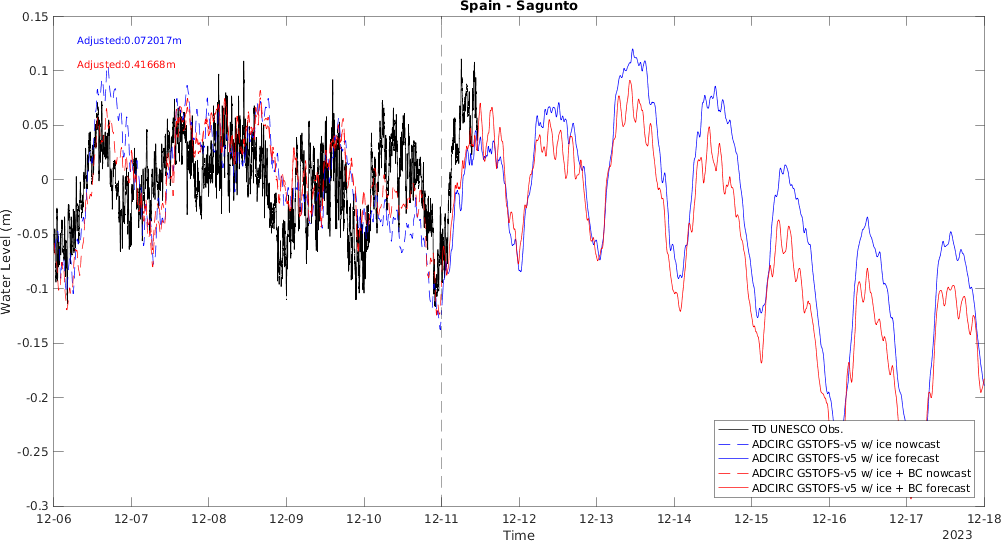 Spain - Sagunto
Adjusted:0.072017m
Adjusted:0.41668m
Water Level (m)
0.15
0.1
0.05
0
-0.05
-0.1
-0.15
-0.2
-0.25
-0.3
TD UNESCO Obs.
ADCIRC GSTOFS-v5 w/ ice nowcast
ADCIRC GSTOFS-v5 w/ ice forecast
ADCIRC GSTOFS-v5 w/ ice + BC nowcast
ADCIRC GSTOFS-v5 w/ ice + BC forecast
12-06 12-07 12-08 12-09 12-10 12-11 12-12 12-13 12-14 12-15 12-16 12-17 12-18
Time
2023